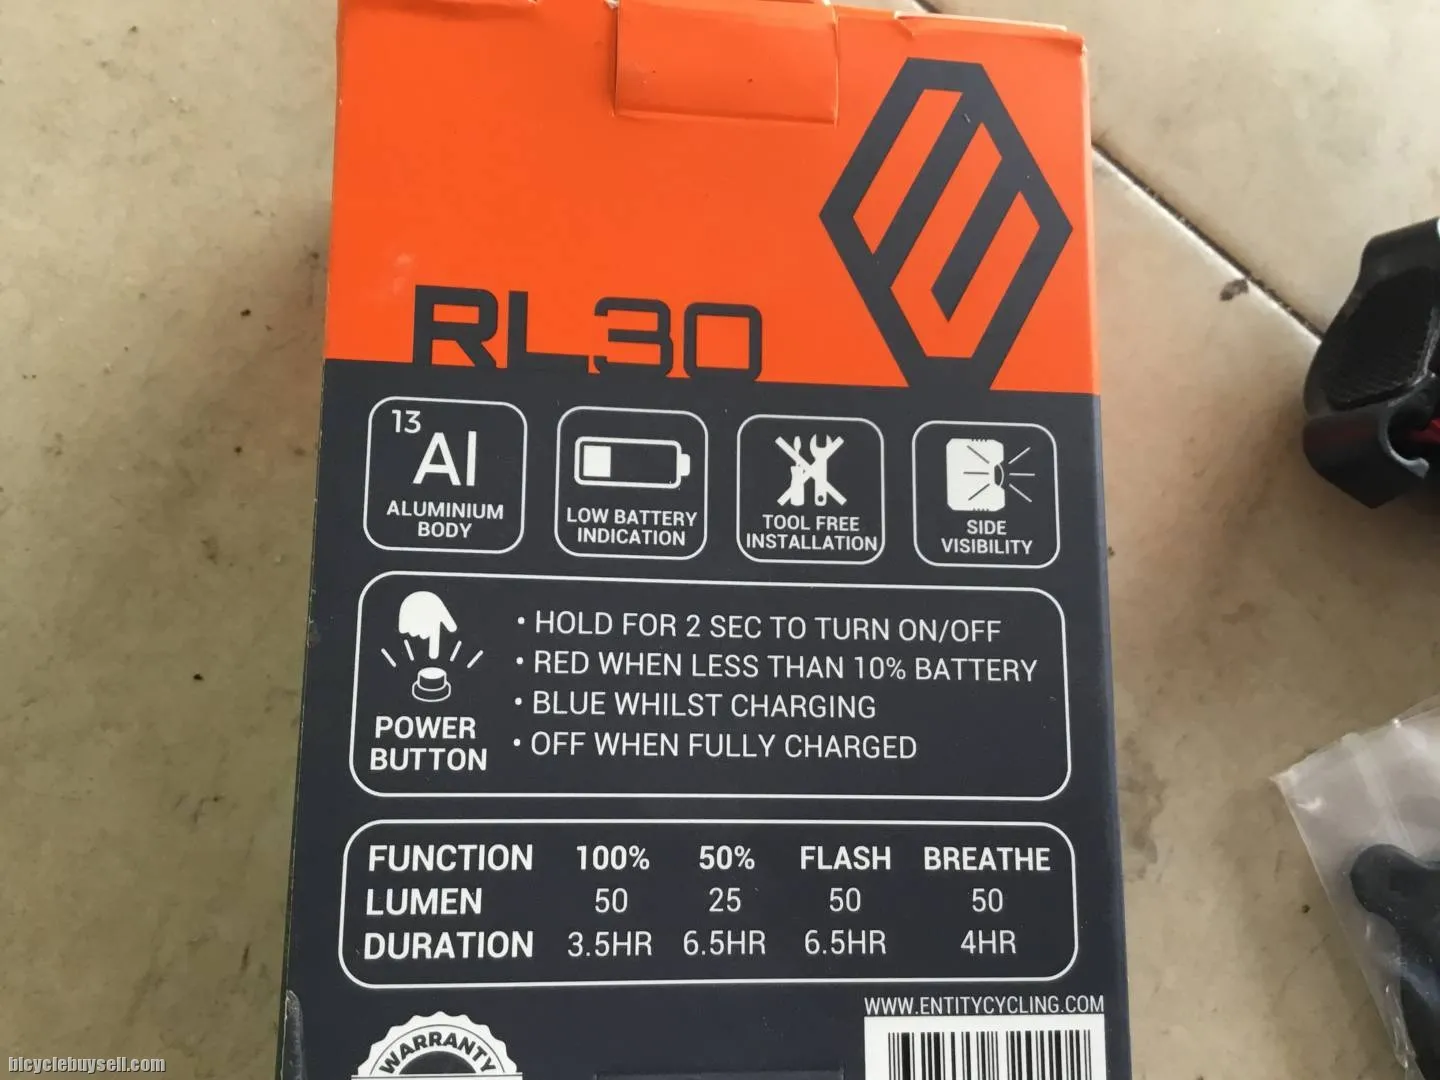 RL30
13
Al
ALUMINIUM
BODY
LOW BATTERY
INDICATION
TOOL FREE
INSTALLATION
SIDE
VISIBILITY
POWER
BUTTON
• HOLD FOR 2 SEC TO TURN ON/OFF
• RED WHEN LESS THAN 10% BATTERY
• BLUE WHILST CHARGING
• OFF WHEN FULLY CHARGED
FUNCTION 100% 50% FLASH BREATHE
LUMEN 50 25 50 50
DURATION 3.5HR 6.5HR 6.5HR 4HR
WWW.ENTITYCYCLING.COM
WARRANTY
bicyclebuysell.com